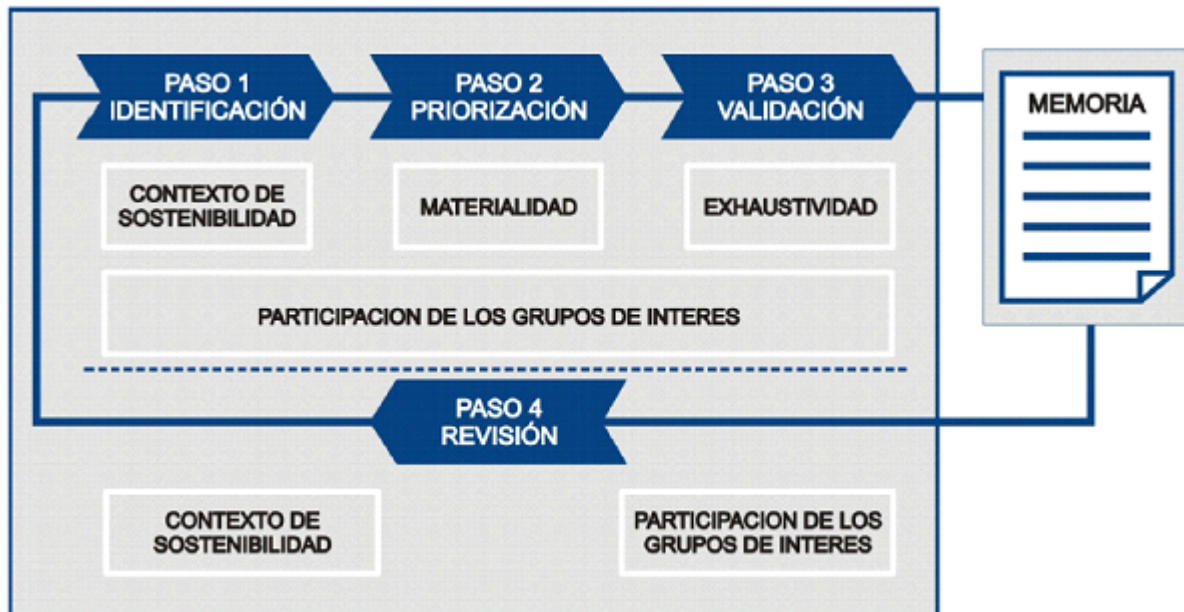 PASO 1
IDENTIFICACIÓN
PASO 2
PRIORIZACIÓN
PASO 3
VALIDACIÓN
MEMORIA
CONTEXTO DE
SOSTENIBILIDAD
MATERIALIDAD
EXHAUSTIVIDAD
PARTICIPACION DE LOS GRUPOS DE INTERES
PASO 4
REVISIÓN
CONTEXTO DE
SOSTENIBILIDAD
PARTICIPACION DE LOS
GRUPOS DE INTERES